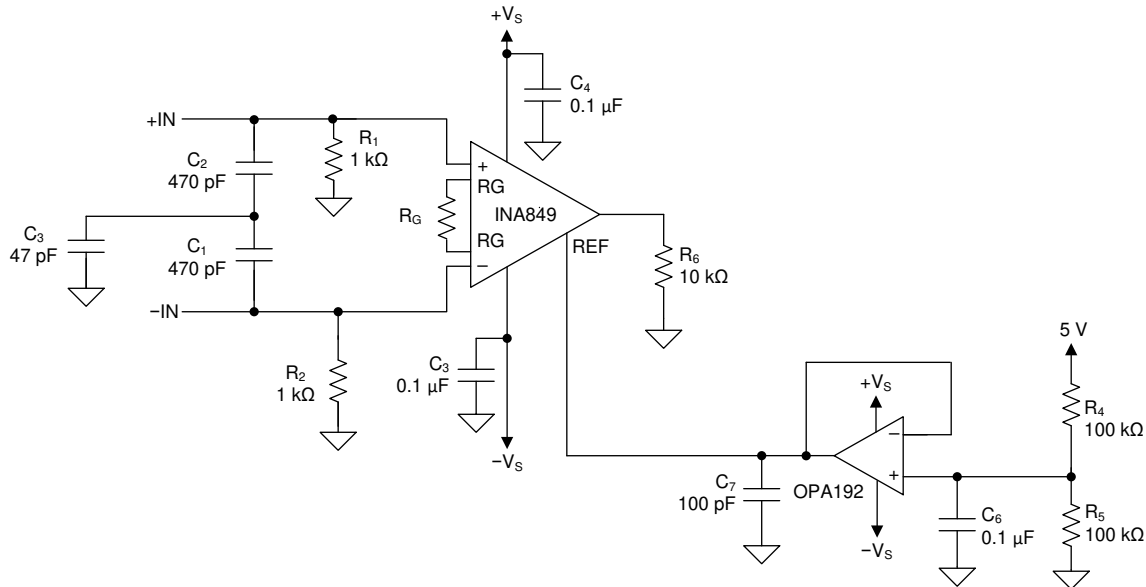 +VS
C4
0.1 µF
+IN
R1
1 kΩ
C2
470 pF
+
RG
INA849
RG
RG
−
REF
C3
47 pF
C1
470 pF
R6
10 kΩ
−IN
R2
1 kΩ
C3
0.1 µF
−VS
5 V
+VS
R4
100 kΩ
−
+
C7
100 pF
OPA192
−VS
C6
0.1 µF
R5
100 kΩ